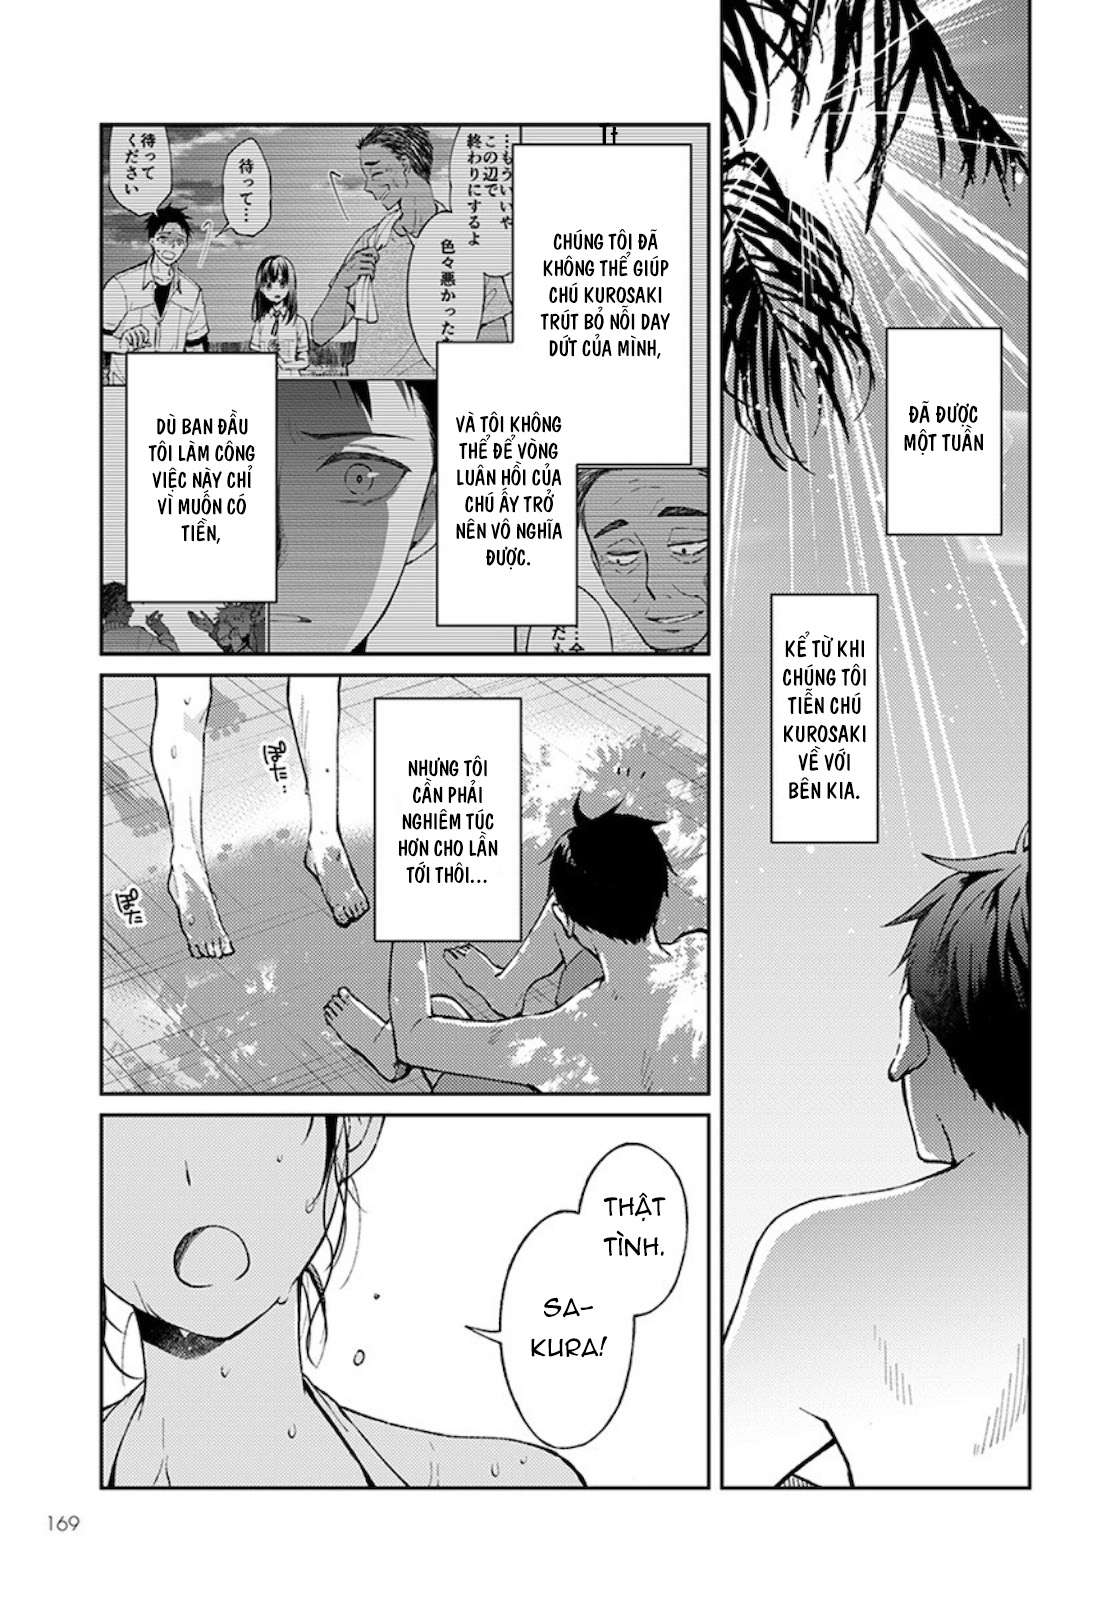 ĐÃ ĐƯỢC
MỘT TUẦN
KỂ TỪ KHI
CHÚNG TÔI
TIỄN CHÚ
KUROSAKI
VỀ VỚI
BÊN KIA.
CHÚNG TÔI ĐÃ
KHÔNG THỂ GIÚP
CHÚ KUROSAKI
TRÚT BỎ NỖI DAY
DỨT CỦA MÌNH,
…もういいや
この辺で
終わりにするよ
色々悪かったな
待って…
待って
ください
VÀ TÔI KHÔNG
THỂ ĐỂ VÒNG
LUÂN HỒI CỦA
CHÚ ẤY TRỞ
NÊN VÔ NGHĨA
ĐƯỢC.
DÙ BAN ĐẦU
TÔI LÀM CÔNG
VIỆC NÀY CHỈ
VÌ MUỐN CÓ
TIỀN,
NHƯNG TÔI
CẦN PHẢI
NGHIÊM TÚC
HƠN CHO LẦN
TỚI THÔI...
ぽた…
ぽた
THẬT
TÌNH.
SA-
KURA!
169